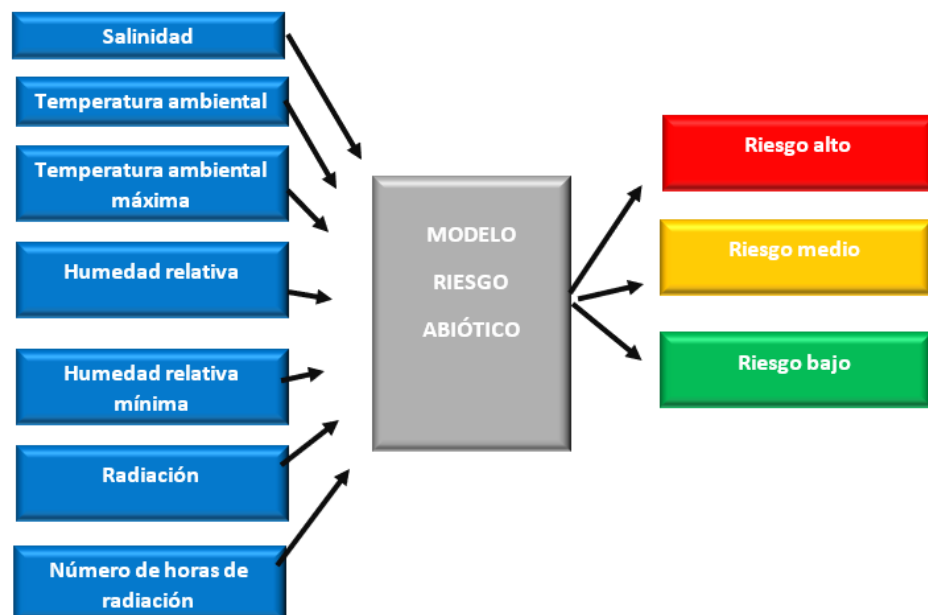 Salinidad
Temperatura ambiental
Temperatura ambiental
máxima
Humedad relativa
Humedad relativa
mínima
Radiación
Número de horas de
radiación
MODELO
RIESGO
ABIÓTICO
Riesgo alto
Riesgo medio
Riesgo bajo